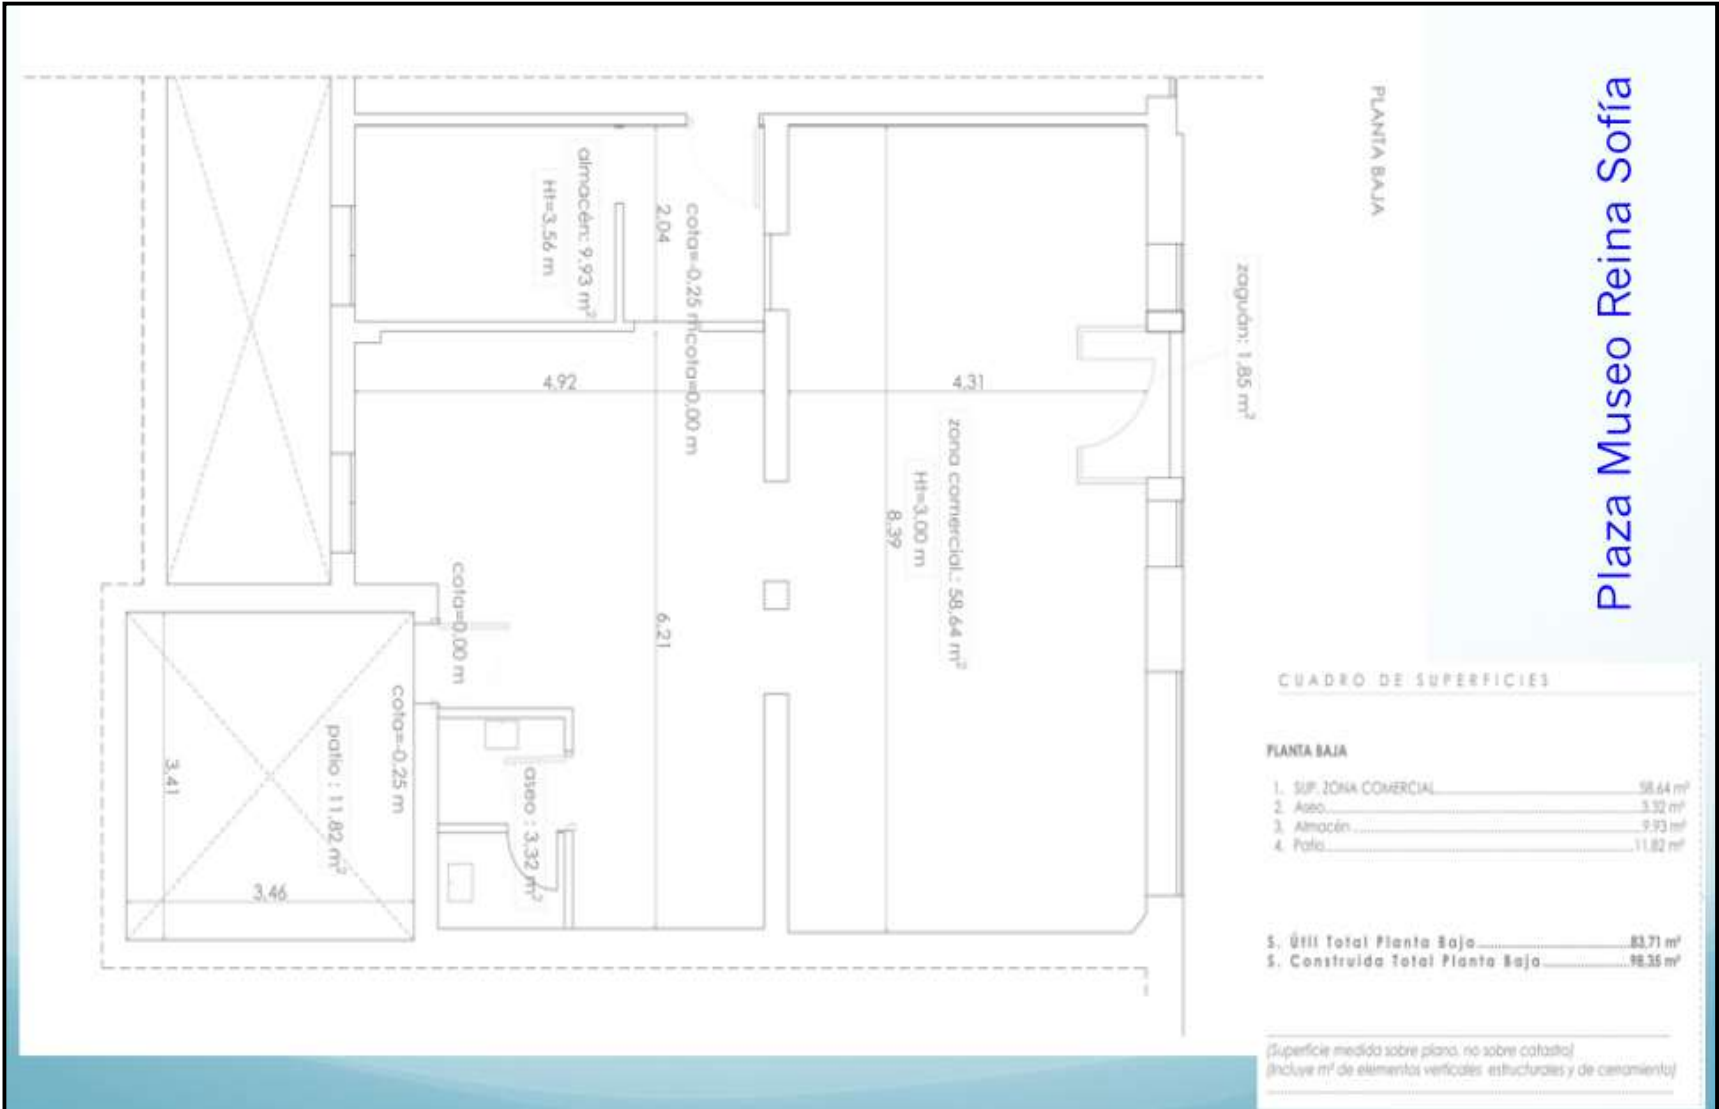 Plaza Museo Reina Sofía
PLANTA BAJA
zaguán: 1,85 m²
almacén: 9.93 m²
Ht=3,56 m
2.04
cota=-0.25 m
cota=0,00 m
4.92
4.31
zona comercial.: 58,64 m²
Ht=3.00 m
8.39
6.21
cota=0.00 m
cota=-0.25 m
patio : 11.82 m²
3.41
3.46
aseo : 3.32 m²
CUADRO DE SUPERFICIES
PLANTA BAJA
1. SUP. ZONA COMERCIAL 58.64 m²
2. Aseo 3.32 m²
3. Almacén 9.93 m²
4. Patio 11.82 m²
S. Útil Total Planta Baja 83,71 m²
S. Construida Total Planta Baja 98,35 m²
(Superficie medida sobre plano, no sobre catastro)
(Incluye m² de elementos verticales estructurales y de cerramiento)